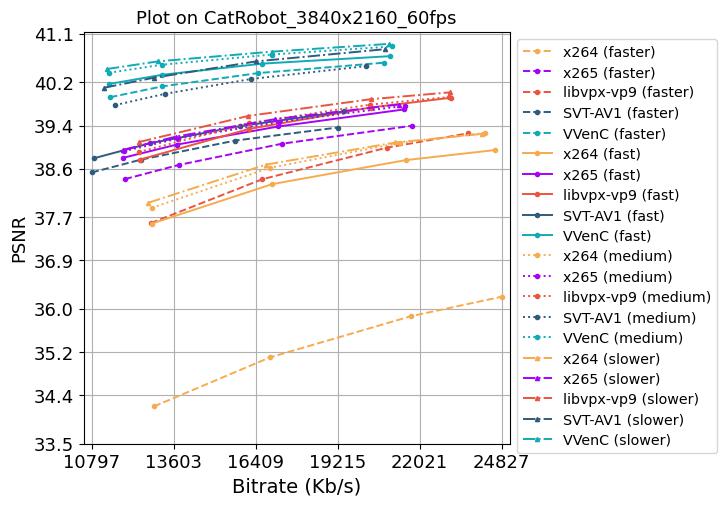 Plot on CatRobot_3840x2160_60fps
PSNR
41.1
40.2
39.4
38.6
37.7
36.9
36.0
35.2
34.4
33.5
10797 13603 16409 19215 22021 24827
Bitrate (Kb/s)
x264 (faster)
x265 (faster)
libvpx-vp9 (faster)
SVT-AV1 (faster)
VVenC (faster)
x264 (fast)
x265 (fast)
libvpx-vp9 (fast)
SVT-AV1 (fast)
VVenC (fast)
x264 (medium)
x265 (medium)
libvpx-vp9 (medium)
SVT-AV1 (medium)
VVenC (medium)
x264 (slower)
x265 (slower)
libvpx-vp9 (slower)
SVT-AV1 (slower)
VVenC (slower)